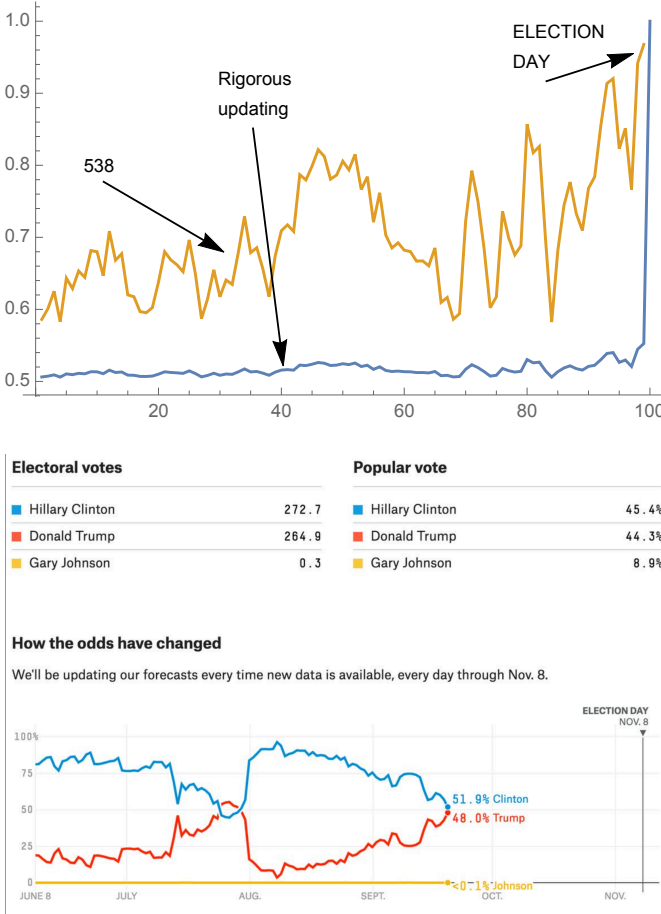 1.0
ELECTION
DAY
0.9
Rigorous
updating
0.8
538
0.7
0.6
0.5
20 40 60 80 100
Electoral votes
Hillary Clinton 272.7
Donald Trump 264.9
Gary Johnson 0.3
Popular vote
Hillary Clinton 45.4%
Donald Trump 44.3%
Gary Johnson 8.9%
How the odds have changed
We'll be updating our forecasts every time new data is available, every day through Nov. 8.
ELECTION DAY
NOV. 8
100%
75
51.9% Clinton
50
48.0% Trump
25
0
<0.1% Johnson
JUNE 8 JULY AUG. SEPT. OCT. NOV.